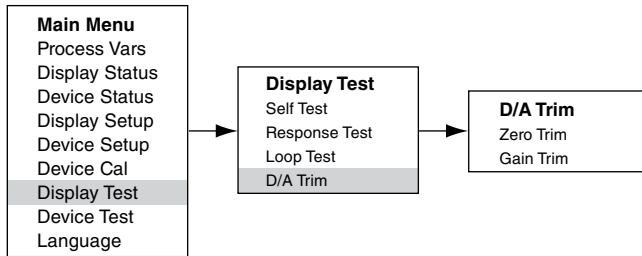 Main Menu
Process Vars
Display Status
Device Status
Display Setup
Device Setup
Device Cal
Display Test
Device Test
Language
Display Test
Self Test
Response Test
Loop Test
D/A Trim
D/A Trim
Zero Trim
Gain Trim